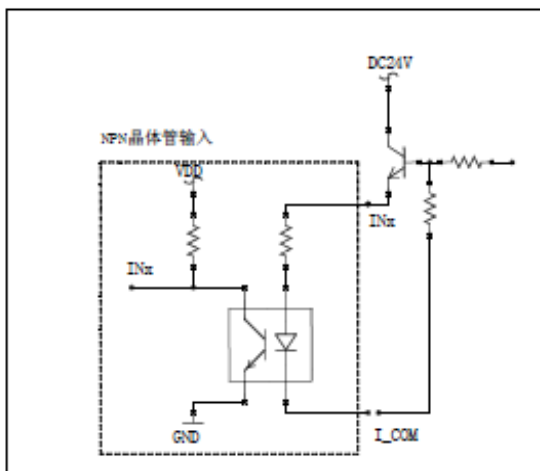 DC24V
NPN晶体管输入
VDD
INx
INx
GND
I_COM